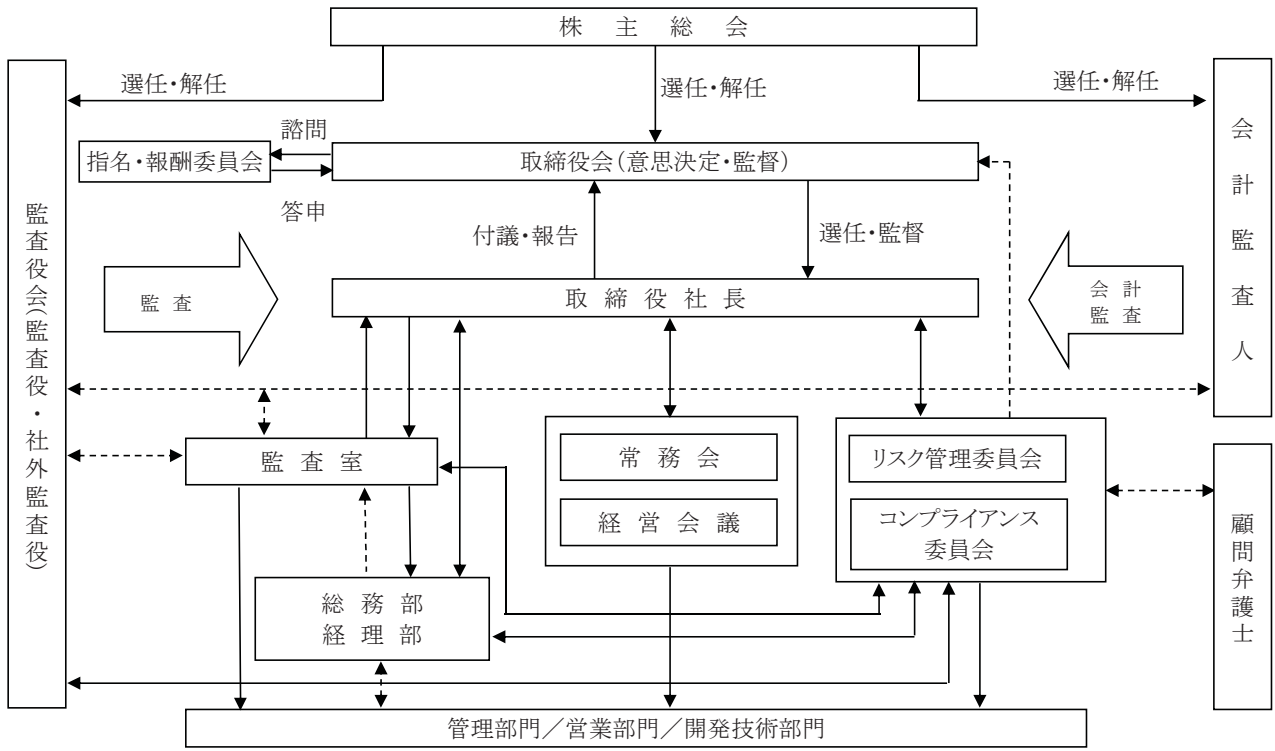 株主総会
選任・解任
選任・解任
選任・解任
諮問
指名・報酬委員会
取締役会(意思決定・監督)
答申
付議・報告
選任・監督
監査役会(監査役・社外監査役)
会計監査人
監査
取締役社長
会計
監査
監査室
常務会
経営会議
リスク管理委員会
コンプライアンス
委員会
顧問弁護士
総務部
経理部
管理部門/営業部門/開発技術部門